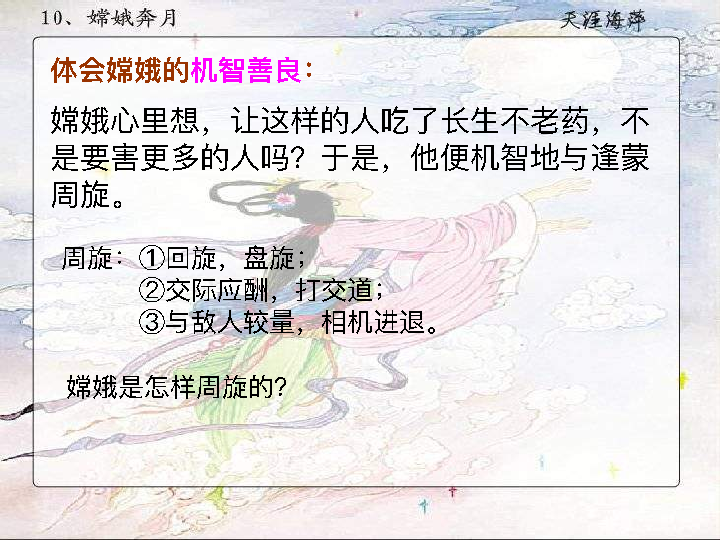 10、嫦娥奔月
天涯海萍
体会嫦娥的机智善良：
嫦娥心里想，让这样的人吃了长生不老药，不
是要害更多的人吗？于是，他便机智地与逢蒙
周旋。
周旋：①回旋，盘旋；
②交际应酬，打交道；
③与敌人较量，相机进退。
嫦娥是怎样周旋的？